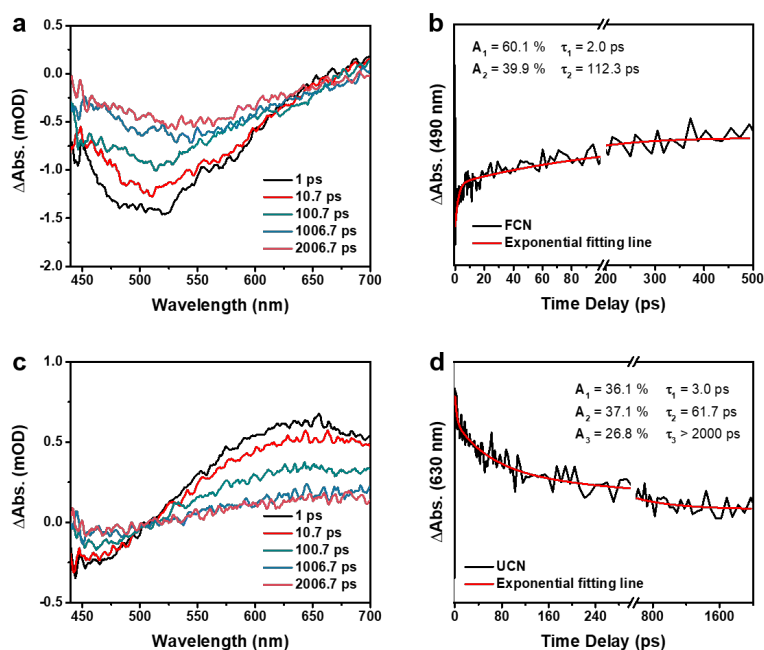 a
0.5
0.0
-0.5
-1.0
-1.5
-2.0
ΔAbs. (mOD)
1 ps
10.7 ps
100.7 ps
1006.7 ps
2006.7 ps
450 500 550 600 650 700
Wavelength (nm)
b
A1 = 60.1 % τ1 = 2.0 ps
A2 = 39.9 % τ2 = 112.3 ps
ΔAbs. (490 nm)
FCN
Exponential fitting line
0 20 40 60 80 200 300 400 500
Time Delay (ps)
c
1.0
0.5
0.0
-0.5
ΔAbs. (mOD)
1 ps
10.7 ps
100.7 ps
1006.7 ps
2006.7 ps
450 500 550 600 650 700
Wavelength (nm)
d
A1 = 36.1 % τ1 = 3.0 ps
A2 = 37.1 % τ2 = 61.7 ps
A3 = 26.8 % τ3 > 2000 ps
ΔAbs. (630 nm)
UCN
Exponential fitting line
0 80 160 240 800 1600
Time Delay (ps)